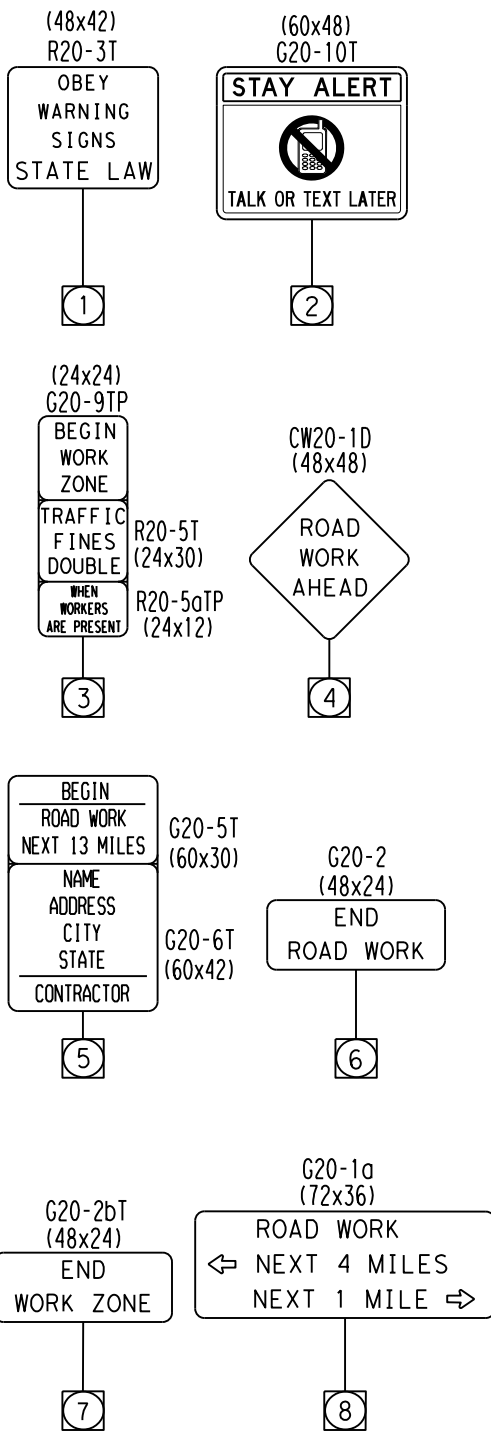 (48x42)
R20-3T
OBEY
WARNING
SIGNS
STATE LAW
1
(60x48)
G20-10T
STAY ALERT
TALK OR TEXT LATER
2
(24x24)
G20-9TP
BEGIN
WORK
ZONE
TRAFFIC
FINES
DOUBLE
R20-5T
(24x30)
WHEN
WORKERS
ARE PRESENT
R20-5aTP
(24x12)
3
CW20-1D
(48x48)
ROAD
WORK
AHEAD
4
BEGIN
ROAD WORK
NEXT 13 MILES
G20-5T
(60x30)
NAME
ADDRESS
CITY
STATE
CONTRACTOR
G20-6T
(60x42)
5
G20-2
(48x24)
END
ROAD WORK
6
G20-2bT
(48x24)
END
WORK ZONE
7
G20-1a
(72x36)
ROAD WORK
⇦ NEXT 4 MILES
NEXT 1 MILE ⇨
8